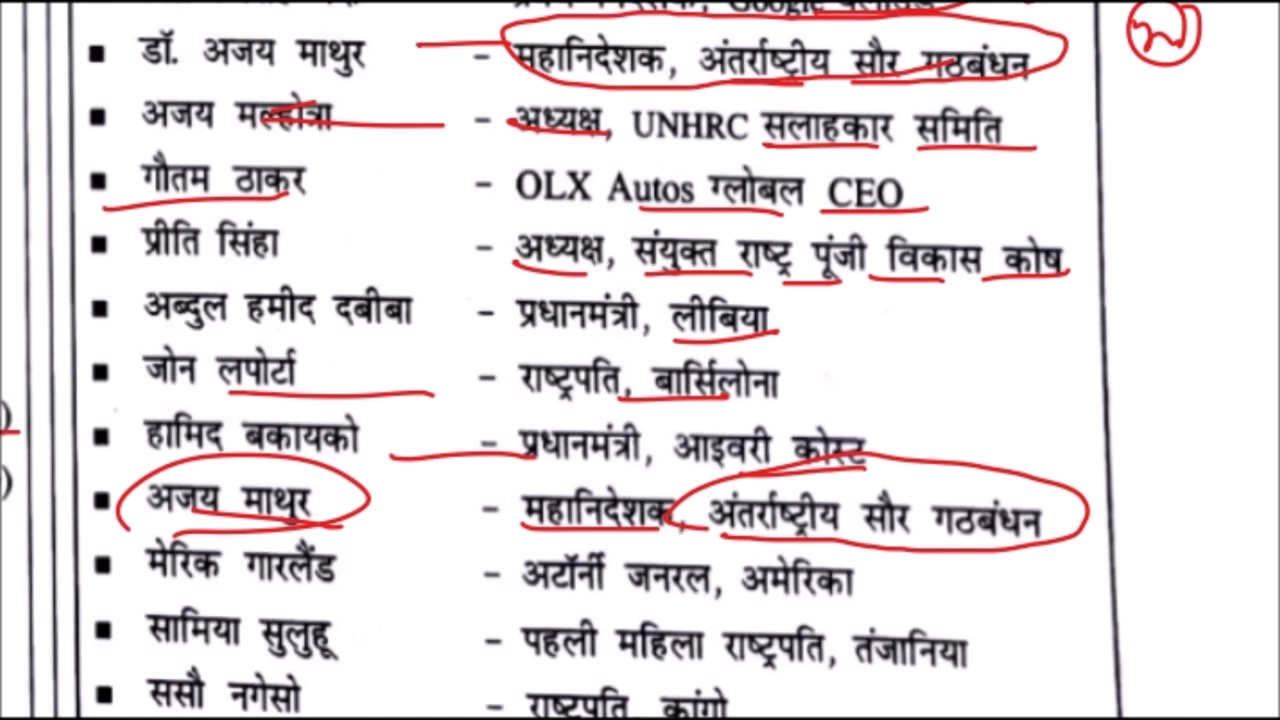 Google
■ डॉ. अजय माथुर - महानिदेशक, अंतर्राष्ट्रीय सौर गठबंधन
■ अजय मल्होत्रा - अध्यक्ष, UNHRC सलाहकार समिति
■ गौतम ठाकर - OLX Autos ग्लोबल CEO
■ प्रीति सिंहा - अध्यक्ष, संयुक्त राष्ट्र पूंजी विकास कोष
■ अब्दुल हमीद दबीबा - प्रधानमंत्री, लीबिया
■ जोन लपोर्टा - राष्ट्रपति, बार्सिलोना
■ हामिद बकायको - प्रधानमंत्री, आइवरी कोस्ट
■ अजय माथुर - महानिदेशक, अंतर्राष्ट्रीय सौर गठबंधन
■ मेरिक गारलैंड - अटॉर्नी जनरल, अमेरिका
■ सामिया सुलुहू - पहली महिला राष्ट्रपति, तंजानिया
■ ससौ नगेसो - राष्ट्रपति, कांगो